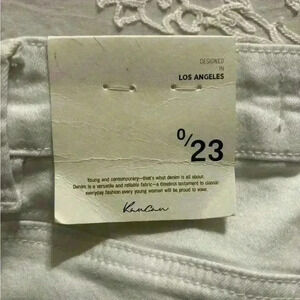 DESIGNED
IN
LOS ANGELES
0/23
Young and contemporary—that's what denim is all about.
Denim is a versatile and reliable fabric—a timeless testament to classic
everyday fashion every young woman will be proud to wear.
KanCan